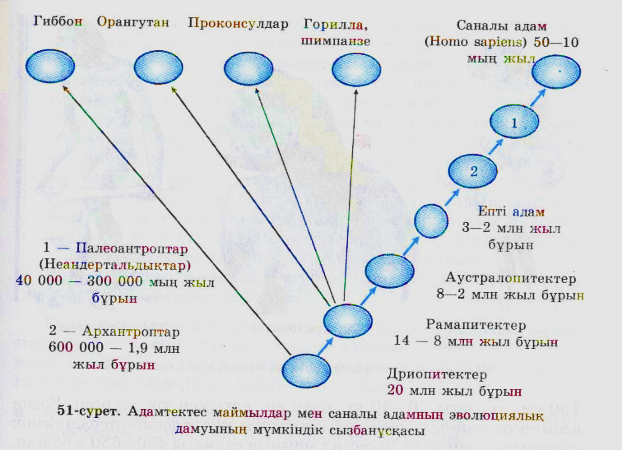 Гиббон Орангутан Проконсулдар Горилла,
шимпанзе
Саналы адам
(Homo sapiens) 50—10
мың жыл
1
2
Епті адам
3—2 млн жыл
бұрын
1 — Палеоантроптар
(Неандертальдықтар)
40 000 — 300 000 мың жыл
бұрын
Аустралопитектер
8—2 млн жыл бұрын
2 — Архантроптар
600 000 — 1,9 млн
жыл бұрын
Рамапитектер
14 — 8 млн жыл бұрын
Дриопитектер
20 млн жыл бұрын
51-сурет. Адамтектес маймылдар мен саналы адамның эволюциялық
дамуының мүмкіндік сызбанұсқасы